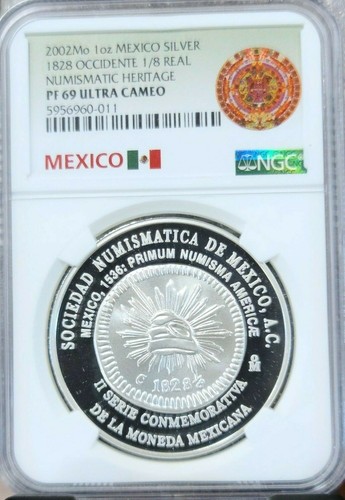 2002Mo 1oz MEXICO SILVER
1828 OCCIDENTE 1/8 REAL
NUMISMATIC HERITAGE
PF 69 ULTRA CAMEO
5956960-011
MEXICO
NGC
SOCIEDAD NUMISMATICA DE MEXICO, A.C.
MEXICO, 1536: PRIMUM NUMISMA AMERICÆ
Mo
G 1828
II SERIE CONMEMORATIVA
DE LA MONEDA MEXICANA